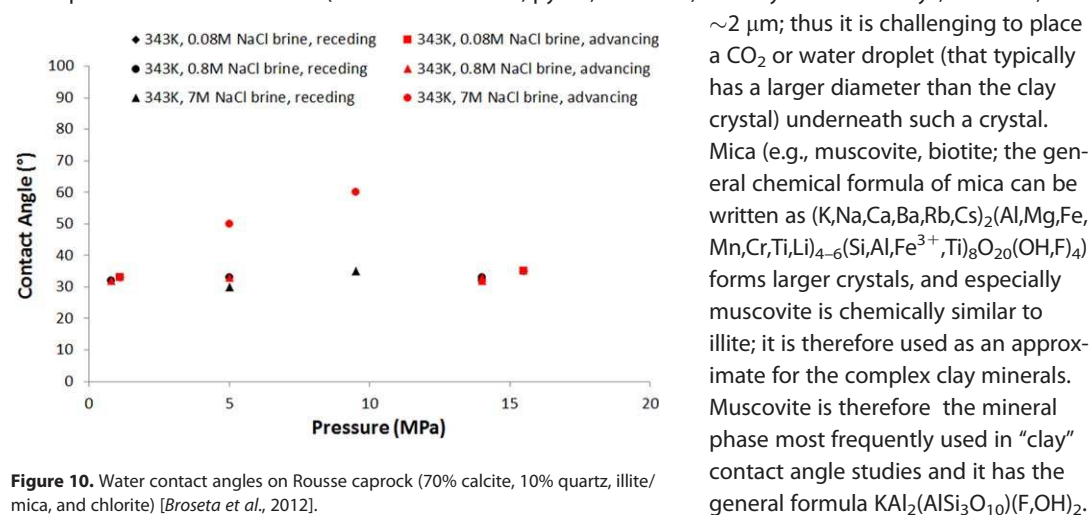 343K, 0.08M NaCl brine, receding
343K, 0.08M NaCl brine, advancing
343K, 0.8M NaCl brine, receding
343K, 0.8M NaCl brine, advancing
343K, 7M NaCl brine, receding
343K, 7M NaCl brine, advancing
Contact Angle (°)
100
90
80
70
60
50
40
30
20
10
0
0 5 10 15 20
Pressure (MPa)
Figure 10. Water contact angles on Rousse caprock (70% calcite, 10% quartz, illite/
mica, and chlorite) [Broseta et al., 2012].
∼2 μm; thus it is challenging to place
a CO₂ or water droplet (that typically
has a larger diameter than the clay
crystal) underneath such a crystal.
Mica (e.g., muscovite, biotite; the gen-
eral chemical formula of mica can be
written as (K,Na,Ca,Ba,Rb,Cs)₂(Al,Mg,Fe,
Mn,Cr,Ti,Li)₄₋₆(Si,Al,Fe³⁺,Ti)₈O₂₀(OH,F)₄)
forms larger crystals, and especially
muscovite is chemically similar to
illite; it is therefore used as an approx-
imate for the complex clay minerals.
Muscovite is therefore the mineral
phase most frequently used in “clay”
contact angle studies and it has the
general formula KAl₂(AlSi₃O₁₀)(F,OH)₂.